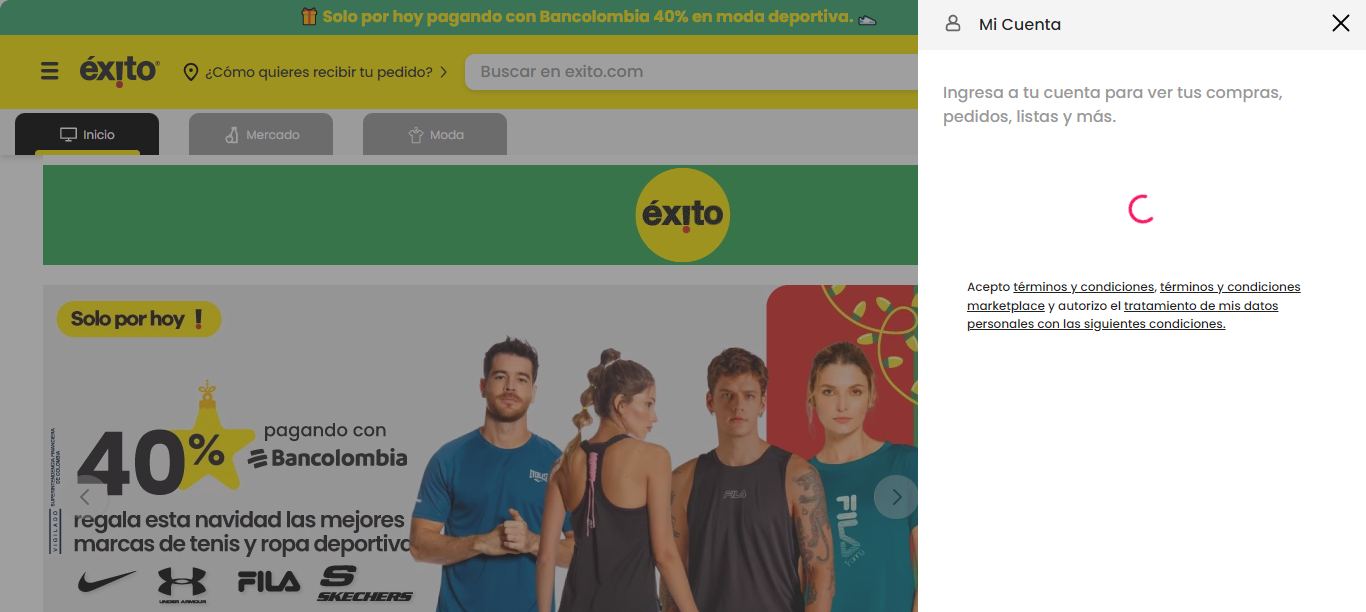 Solo por hoy pagando con Bancolombia 40% en moda deportiva.
Mi Cuenta
éxito
¿Cómo quieres recibir tu pedido?
Buscar en exito.com
Inicio
Mercado
Moda
Ingresa a tu cuenta para ver tus compras,
pedidos, listas y más.
éxito
Acepto términos y condiciones, términos y condiciones
marketplace y autorizo el tratamiento de mis datos
personales con las siguientes condiciones.
Solo por hoy !
40%
pagando con
Bancolombia
VIGILADO
SUPERINTENDENCIA FINANCIERA
DE COLOMBIA
regala esta navidad las mejores
marcas de tenis y ropa deportiva
UNDER ARMOUR
FILA
SKECHERS
EVERLAST
FILA
FILA